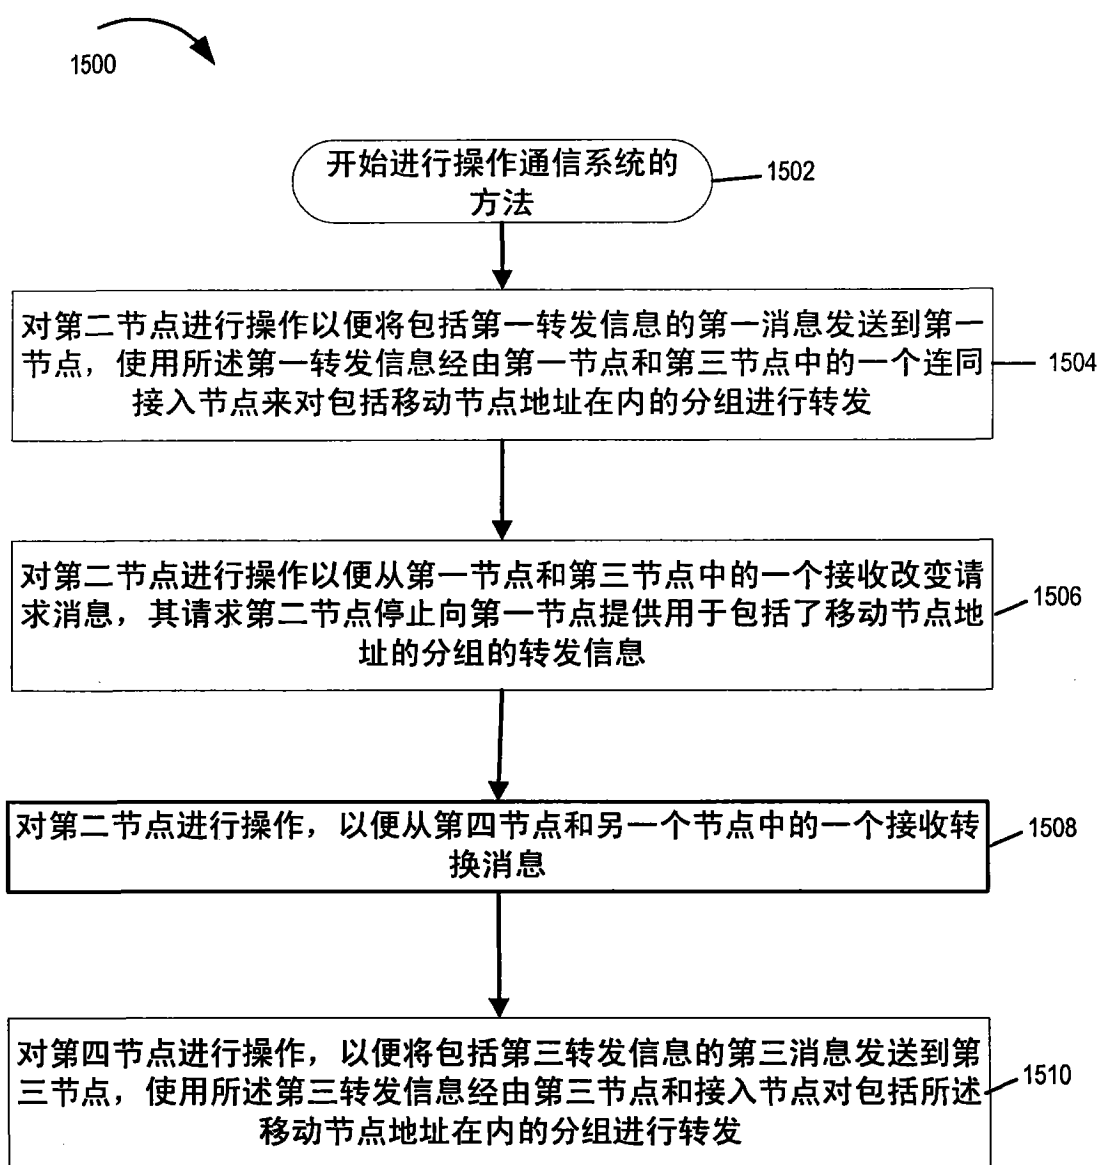 1500
开始进行操作通信系统的
方法
1502
对第二节点进行操作以便将包括第一转发信息的第一消息发送到第一
节点，使用所述第一转发信息经由第一节点和第三节点中的一个连同
接入节点来对包括移动节点地址在内的分组进行转发
1504
对第二节点进行操作以便从第一节点和第三节点中的一个接收改变请
求消息，其请求第二节点停止向第一节点提供用于包括了移动节点地
址的分组的转发信息
1506
对第二节点进行操作，以便从第四节点和另一个节点中的一个接收转
换消息
1508
对第四节点进行操作，以便将包括第三转发信息的第三消息发送到第
三节点，使用所述第三转发信息经由第三节点和接入节点对包括所述
移动节点地址在内的分组进行转发
1510